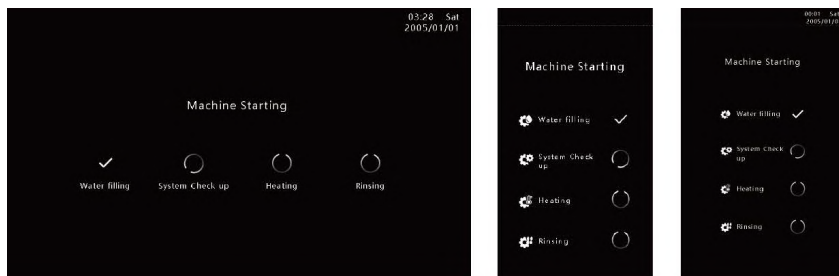 03:28 Sat
2005/01/01
Machine Starting
Water filling
System Check up
Heating
Rinsing
Machine Starting
Water filling
System Check
up
Heating
Rinsing
00:01 Sat
2005/01/0
Machine Starting
Water filling
System Check
up
Heating
Rinsing